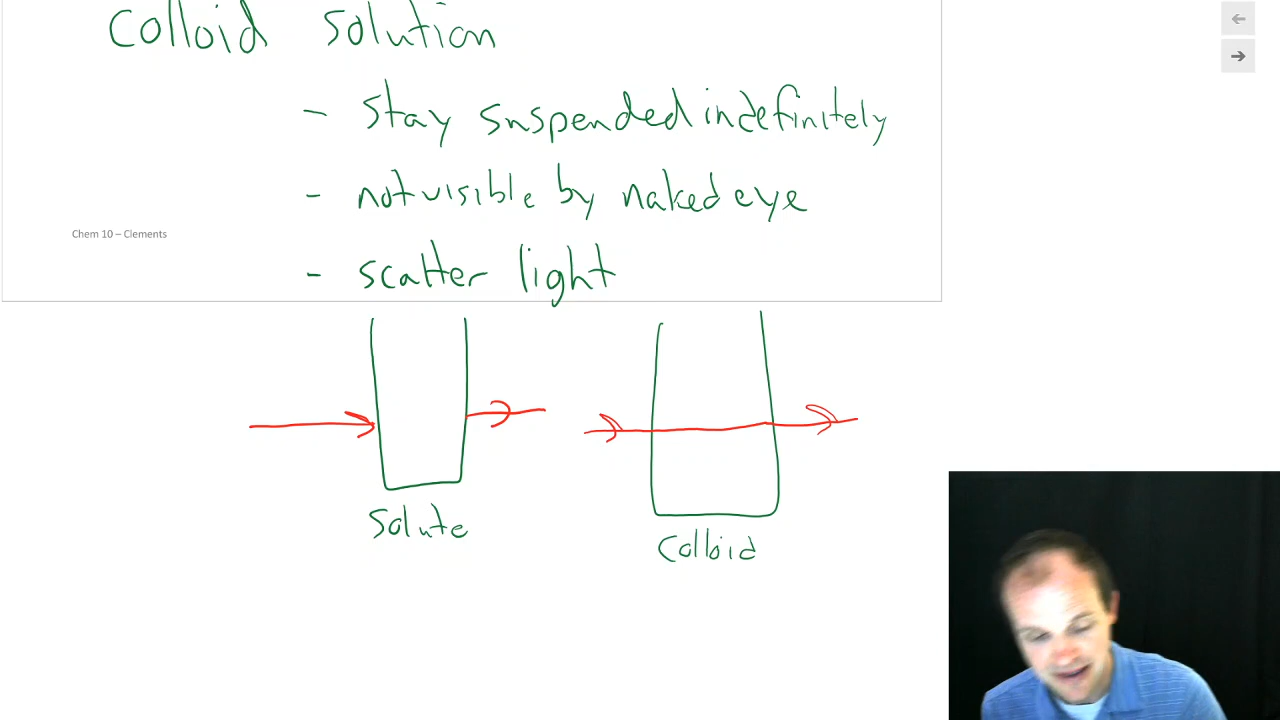 Colloid solution
- stay suspended indefinitely
- not visible by naked eye
Chem 10 – Clements
- scatter light
Solute
Colloid